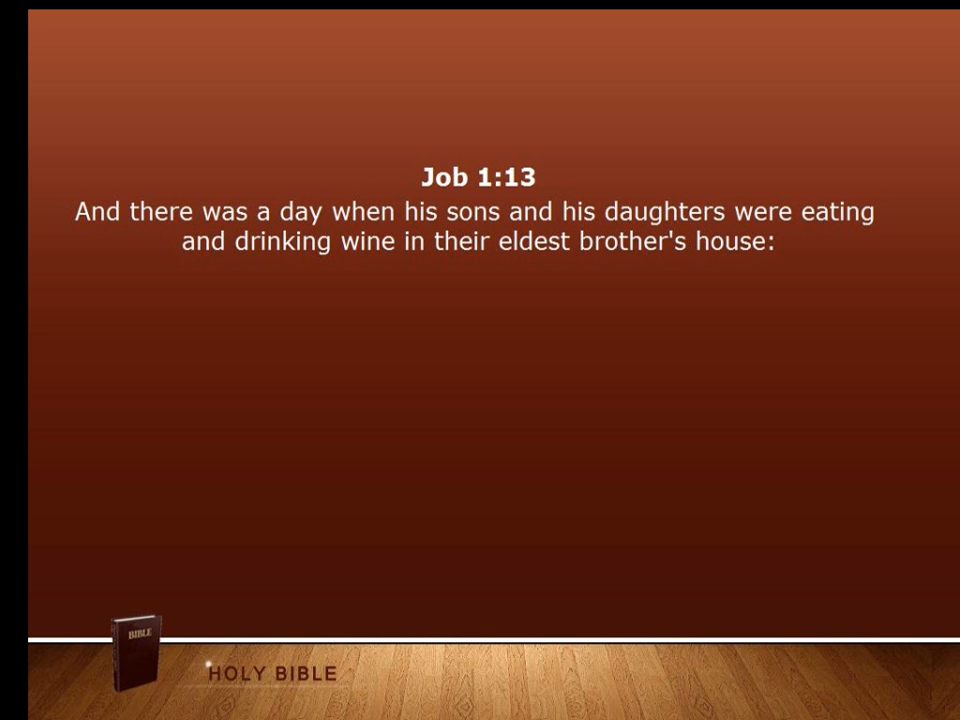 Job 1:13
And there was a day when his sons and his daughters were eating
and drinking wine in their eldest brother's house:
BIBLE
HOLY BIBLE